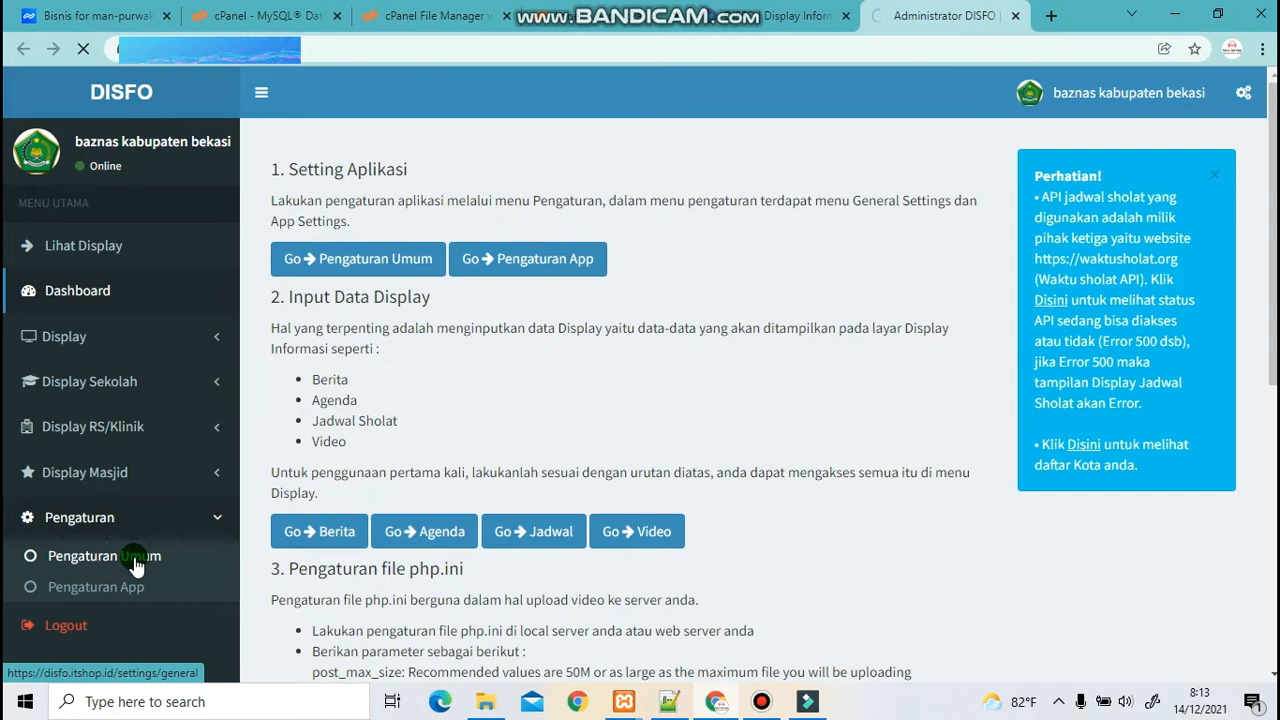 Bisnis for man-purwak
cPanel - MySQL® Dat
cPanel File Manager v
WWW.BANDICAM.COM
Display Inform
Administrator DISFO |
DISFO
baznas kabupaten bekasi
baznas kabupaten bekasi
Online
MENU UTAMA
Lihat Display
Dashboard
Display
Display Sekolah
Display RS/Klinik
Display Masjid
Pengaturan
Pengaturan Umum
Pengaturan App
Logout
1. Setting Aplikasi
Lakukan pengaturan aplikasi melalui menu Pengaturan, dalam menu pengaturan terdapat menu General Settings dan
App Settings.
Go Pengaturan Umum
Go Pengaturan App
2. Input Data Display
Hal yang terpenting adalah menginputkan data Display yaitu data-data yang akan ditampilkan pada layar Display
Informasi seperti :
• Berita
• Agenda
• Jadwal Sholat
• Video
Untuk penggunaan pertama kali, lakukanlah sesuai dengan urutan diatas, anda dapat mengakses semua itu di menu
Display.
Go Berita
Go Agenda
Go Jadwal
Go Video
3. Pengaturan file php.ini
Pengaturan file php.ini berguna dalam hal upload video ke server anda.
• Lakukan pengaturan file php.ini di local server anda atau web server anda
• Berikan parameter sebagai berikut :
post_max_size: Recommended values are 50M or as large as the maximum file you will be uploading
Perhatian!
• API jadwal sholat yang
digunakan adalah milik
pihak ketiga yaitu website
https://waktusholat.org
(Waktu sholat API). Klik
Disini untuk melihat status
API sedang bisa diakses
atau tidak (Error 500 dsb),
jika Error 500 maka
tampilan Display Jadwal
Sholat akan Error.
• Klik Disini untuk melihat
daftar Kota anda.
https://disfo.itshop.id/settings/general
Type here to search
82°F
8:13
14/12/2021
1